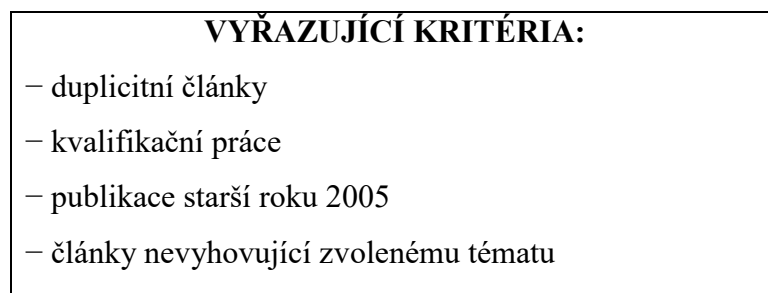 VYŘAZUJÍCÍ KRITÉRIA:
− duplicitní články
− kvalifikační práce
− publikace starší roku 2005
− články nevyhovující zvolenému tématu